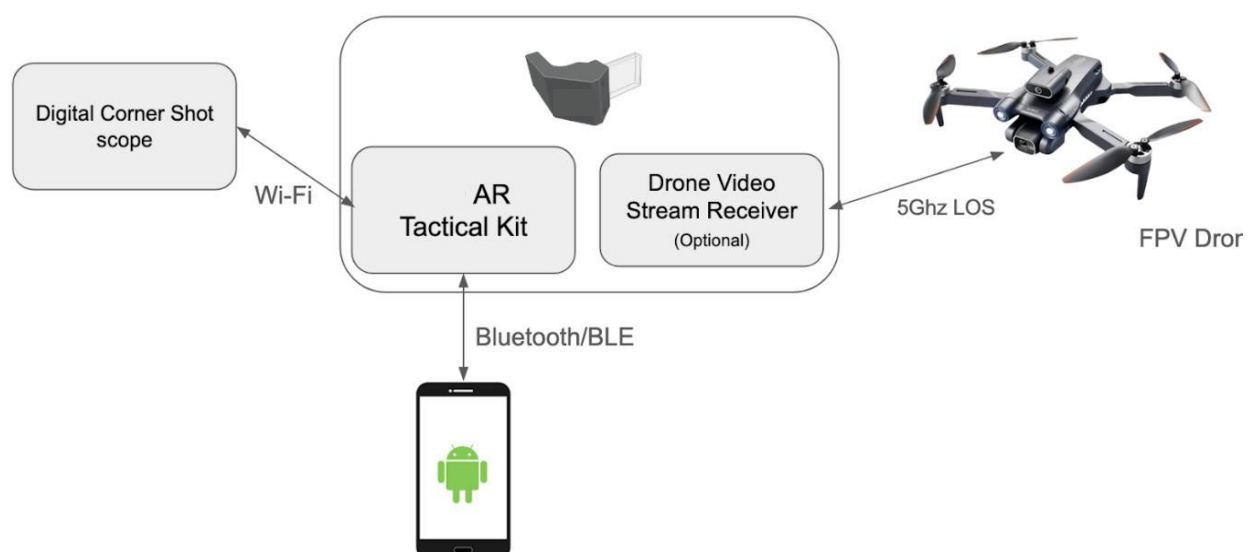 Digital Corner Shot
scope
Wi-Fi
AR
Tactical Kit
Drone Video
Stream Receiver
(Optional)
5Ghz LOS
FPV Dron
Bluetooth/BLE